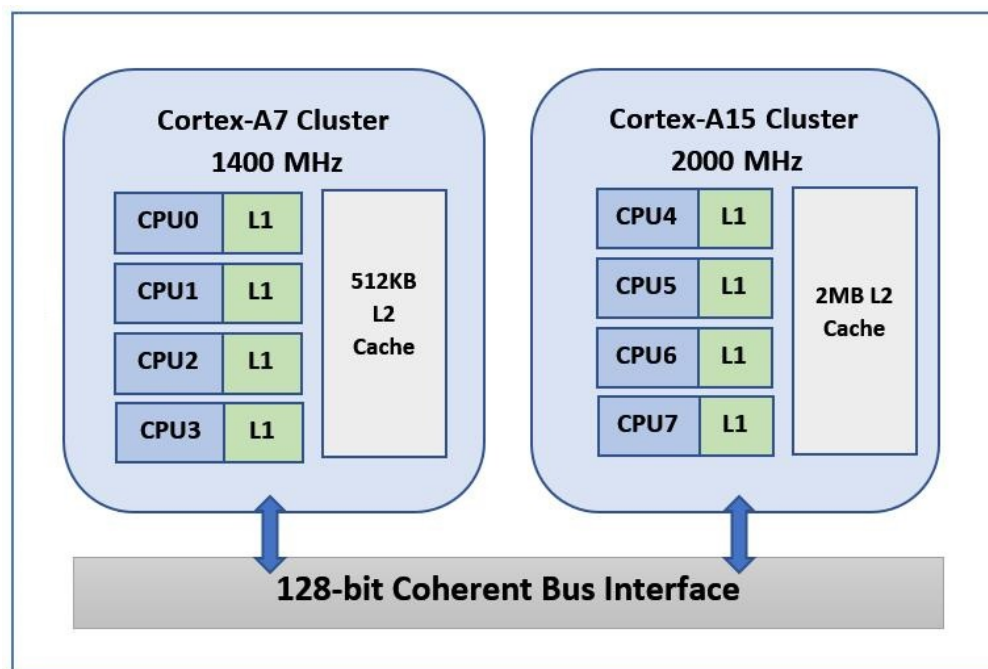 Cortex-A7 Cluster
1400 MHz
CPU0 L1
CPU1 L1
CPU2 L1
CPU3 L1
512KB
L2
Cache
Cortex-A15 Cluster
2000 MHz
CPU4 L1
CPU5 L1
CPU6 L1
CPU7 L1
2MB L2
Cache
128-bit Coherent Bus Interface